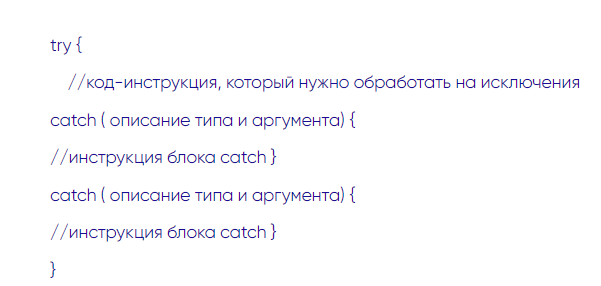 try {
//код-инструкция, который нужно обработать на исключения
catch ( описание типа и аргумента) {
//инструкция блока catch }
catch ( описание типа и аргумента) {
//инструкция блока catch }
}